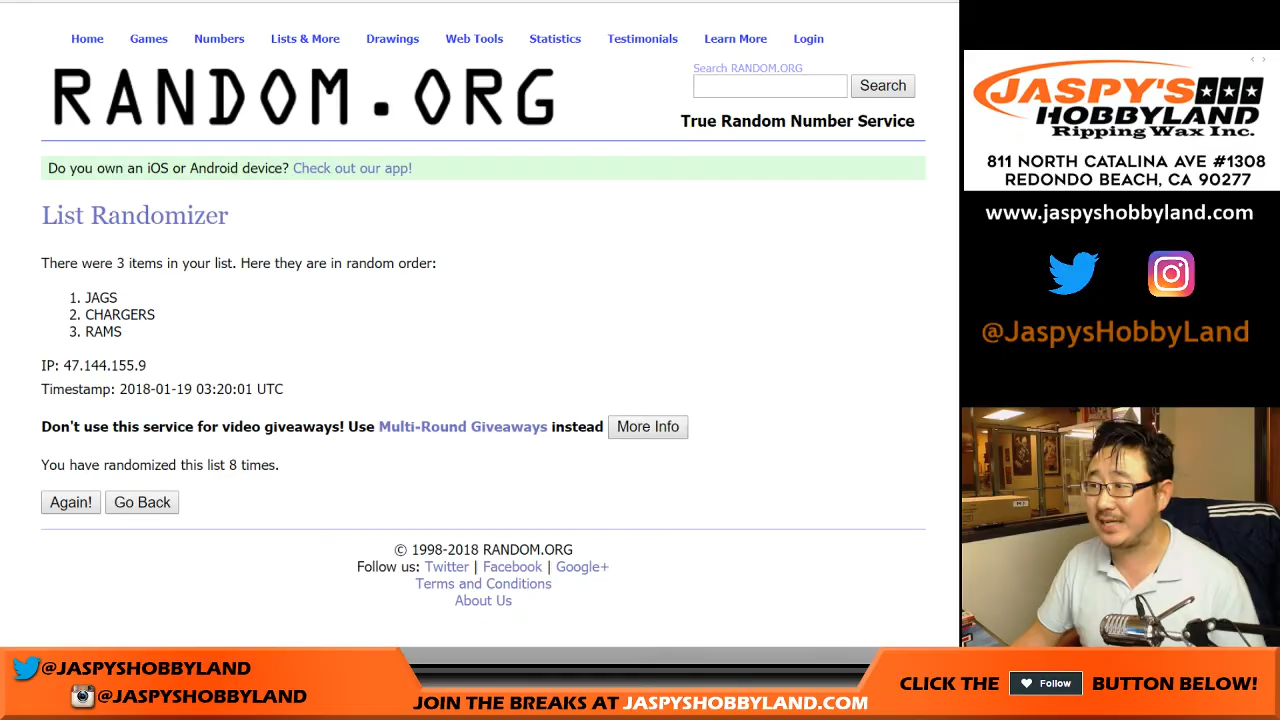 Home Games Numbers Lists & More Drawings Web Tools Statistics Testimonials Learn More Login
RANDOM.ORG
Search RANDOM.ORG
Search
True Random Number Service
Do you own an iOS or Android device? Check out our app!
List Randomizer
There were 3 items in your list. Here they are in random order:
1. JAGS
2. CHARGERS
3. RAMS
IP: 47.144.155.9
Timestamp: 2018-01-19 03:20:01 UTC
Don't use this service for video giveaways! Use Multi-Round Giveaways instead More Info
You have randomized this list 8 times.
Again! Go Back
© 1998-2018 RANDOM.ORG
Follow us: Twitter | Facebook | Google+
Terms and Conditions
About Us
JASPY'S
HOBBYLAND
Ripping Wax Inc.
811 NORTH CATALINA AVE #1308
REDONDO BEACH, CA 90277
www.jaspyshobbyland.com
@JaspysHobbyLand
@JASPYSHOBBYLAND
@JASPYSHOBBYLAND
JOIN THE BREAKS AT JASPYSHOBBYLAND.COM
CLICK THE Follow BUTTON BELOW!